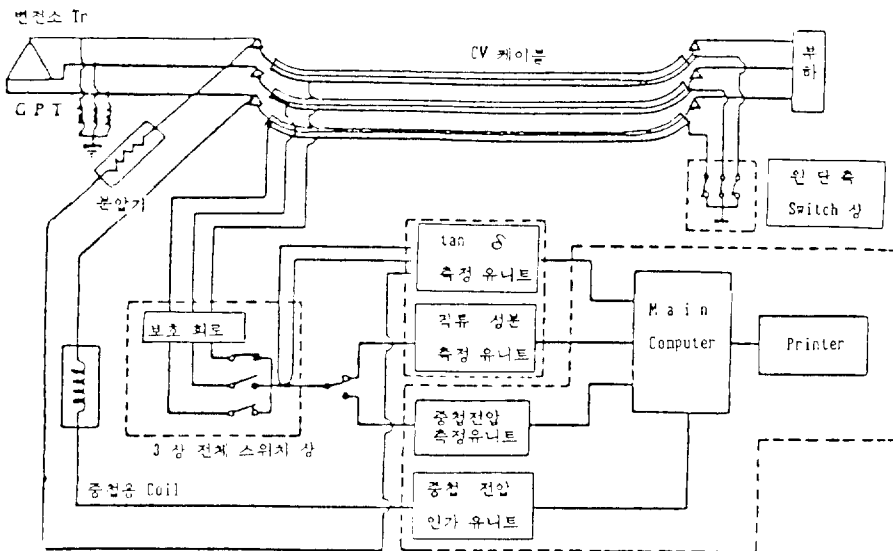 변전소 Tr
CV 케이블
부
하
G P T
분압기
원 단 측
Switch 상
tan δ
측정 유니트
직류 성분
측정 유니트
Main
Computer
Printer
보호 회로
중첩전압
측정유니트
3 상 전체 스위치 상
중첩용 Coil
중첩 전압
인가 유니트